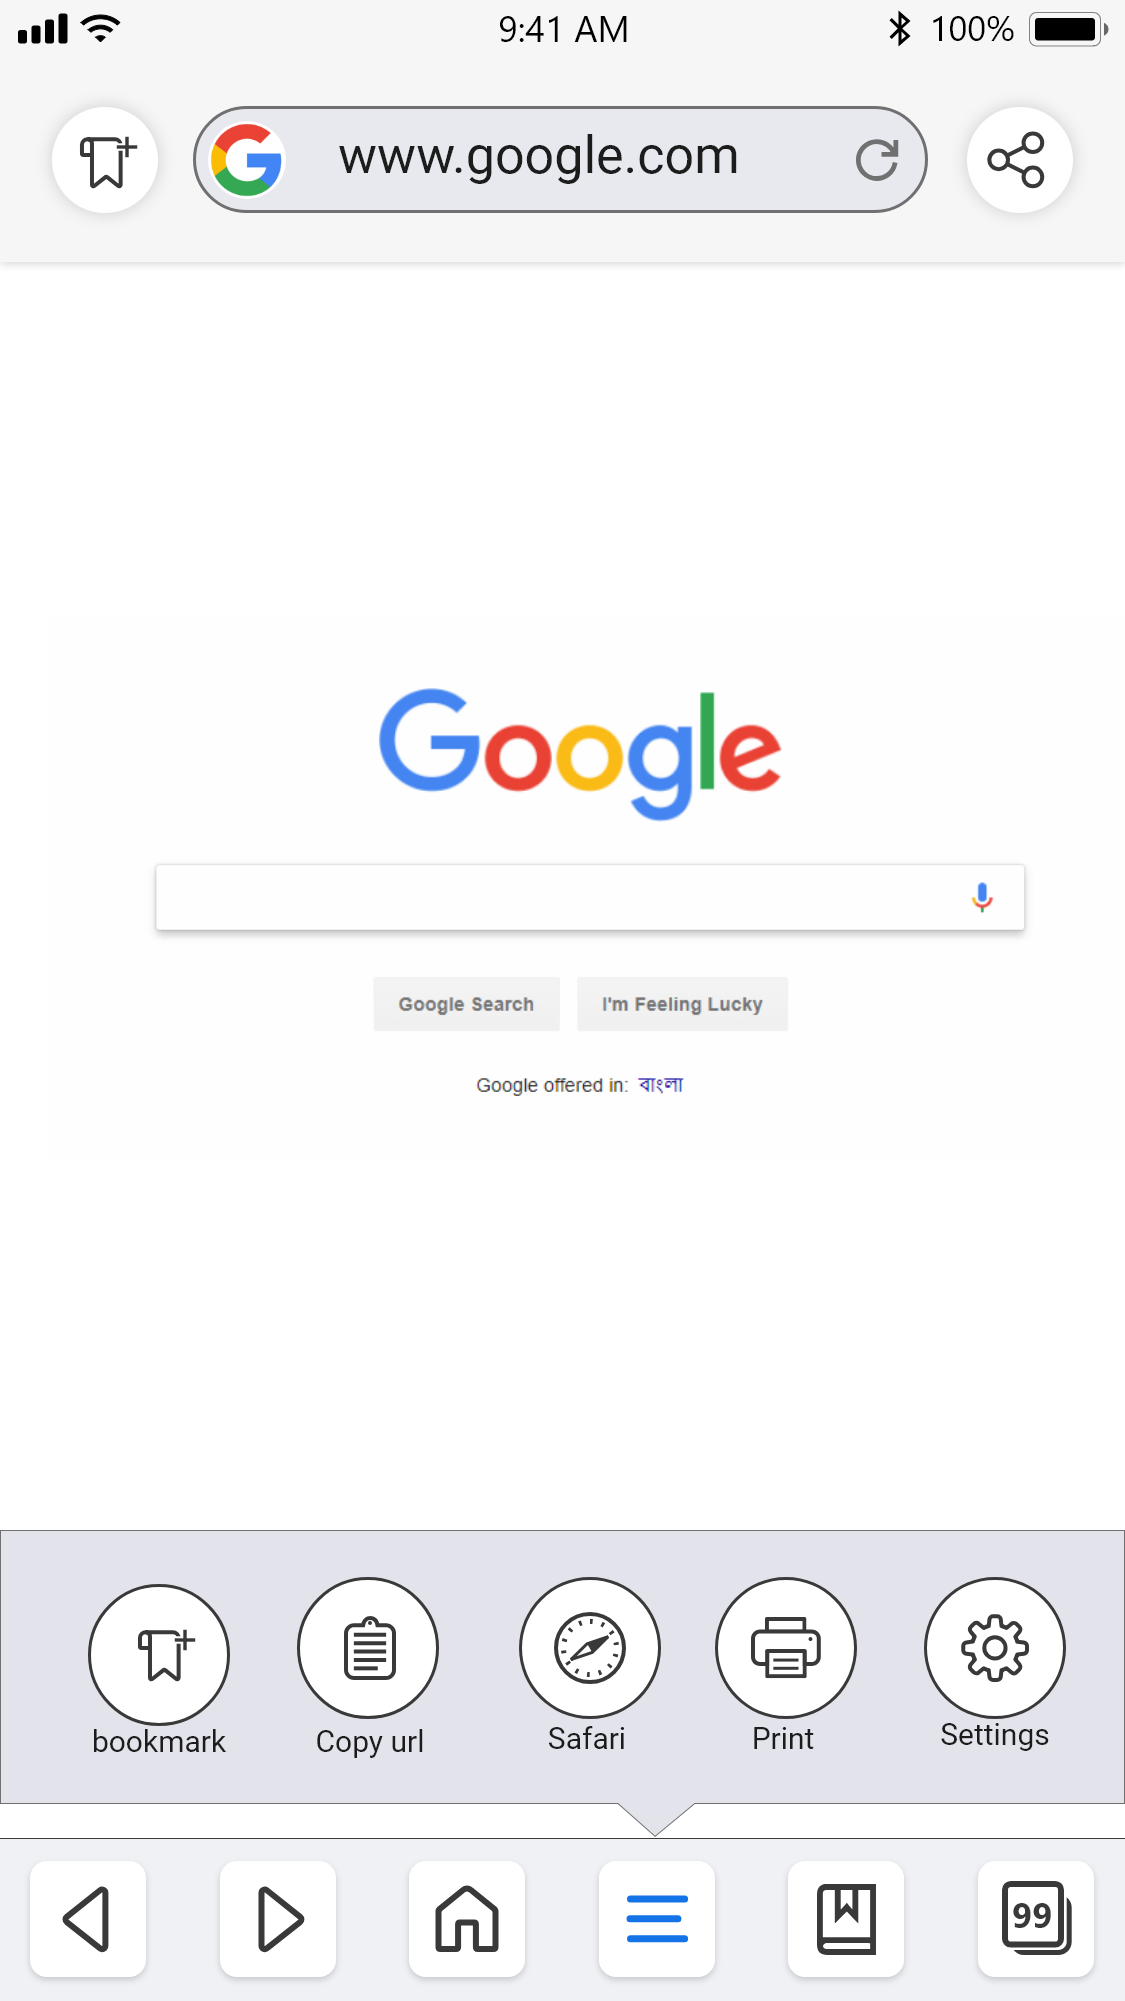 9:41 AM 100%
www.google.com
Google
Google Search I'm Feeling Lucky
Google offered in: বাংলা
bookmark Copy url Safari Print Settings
99